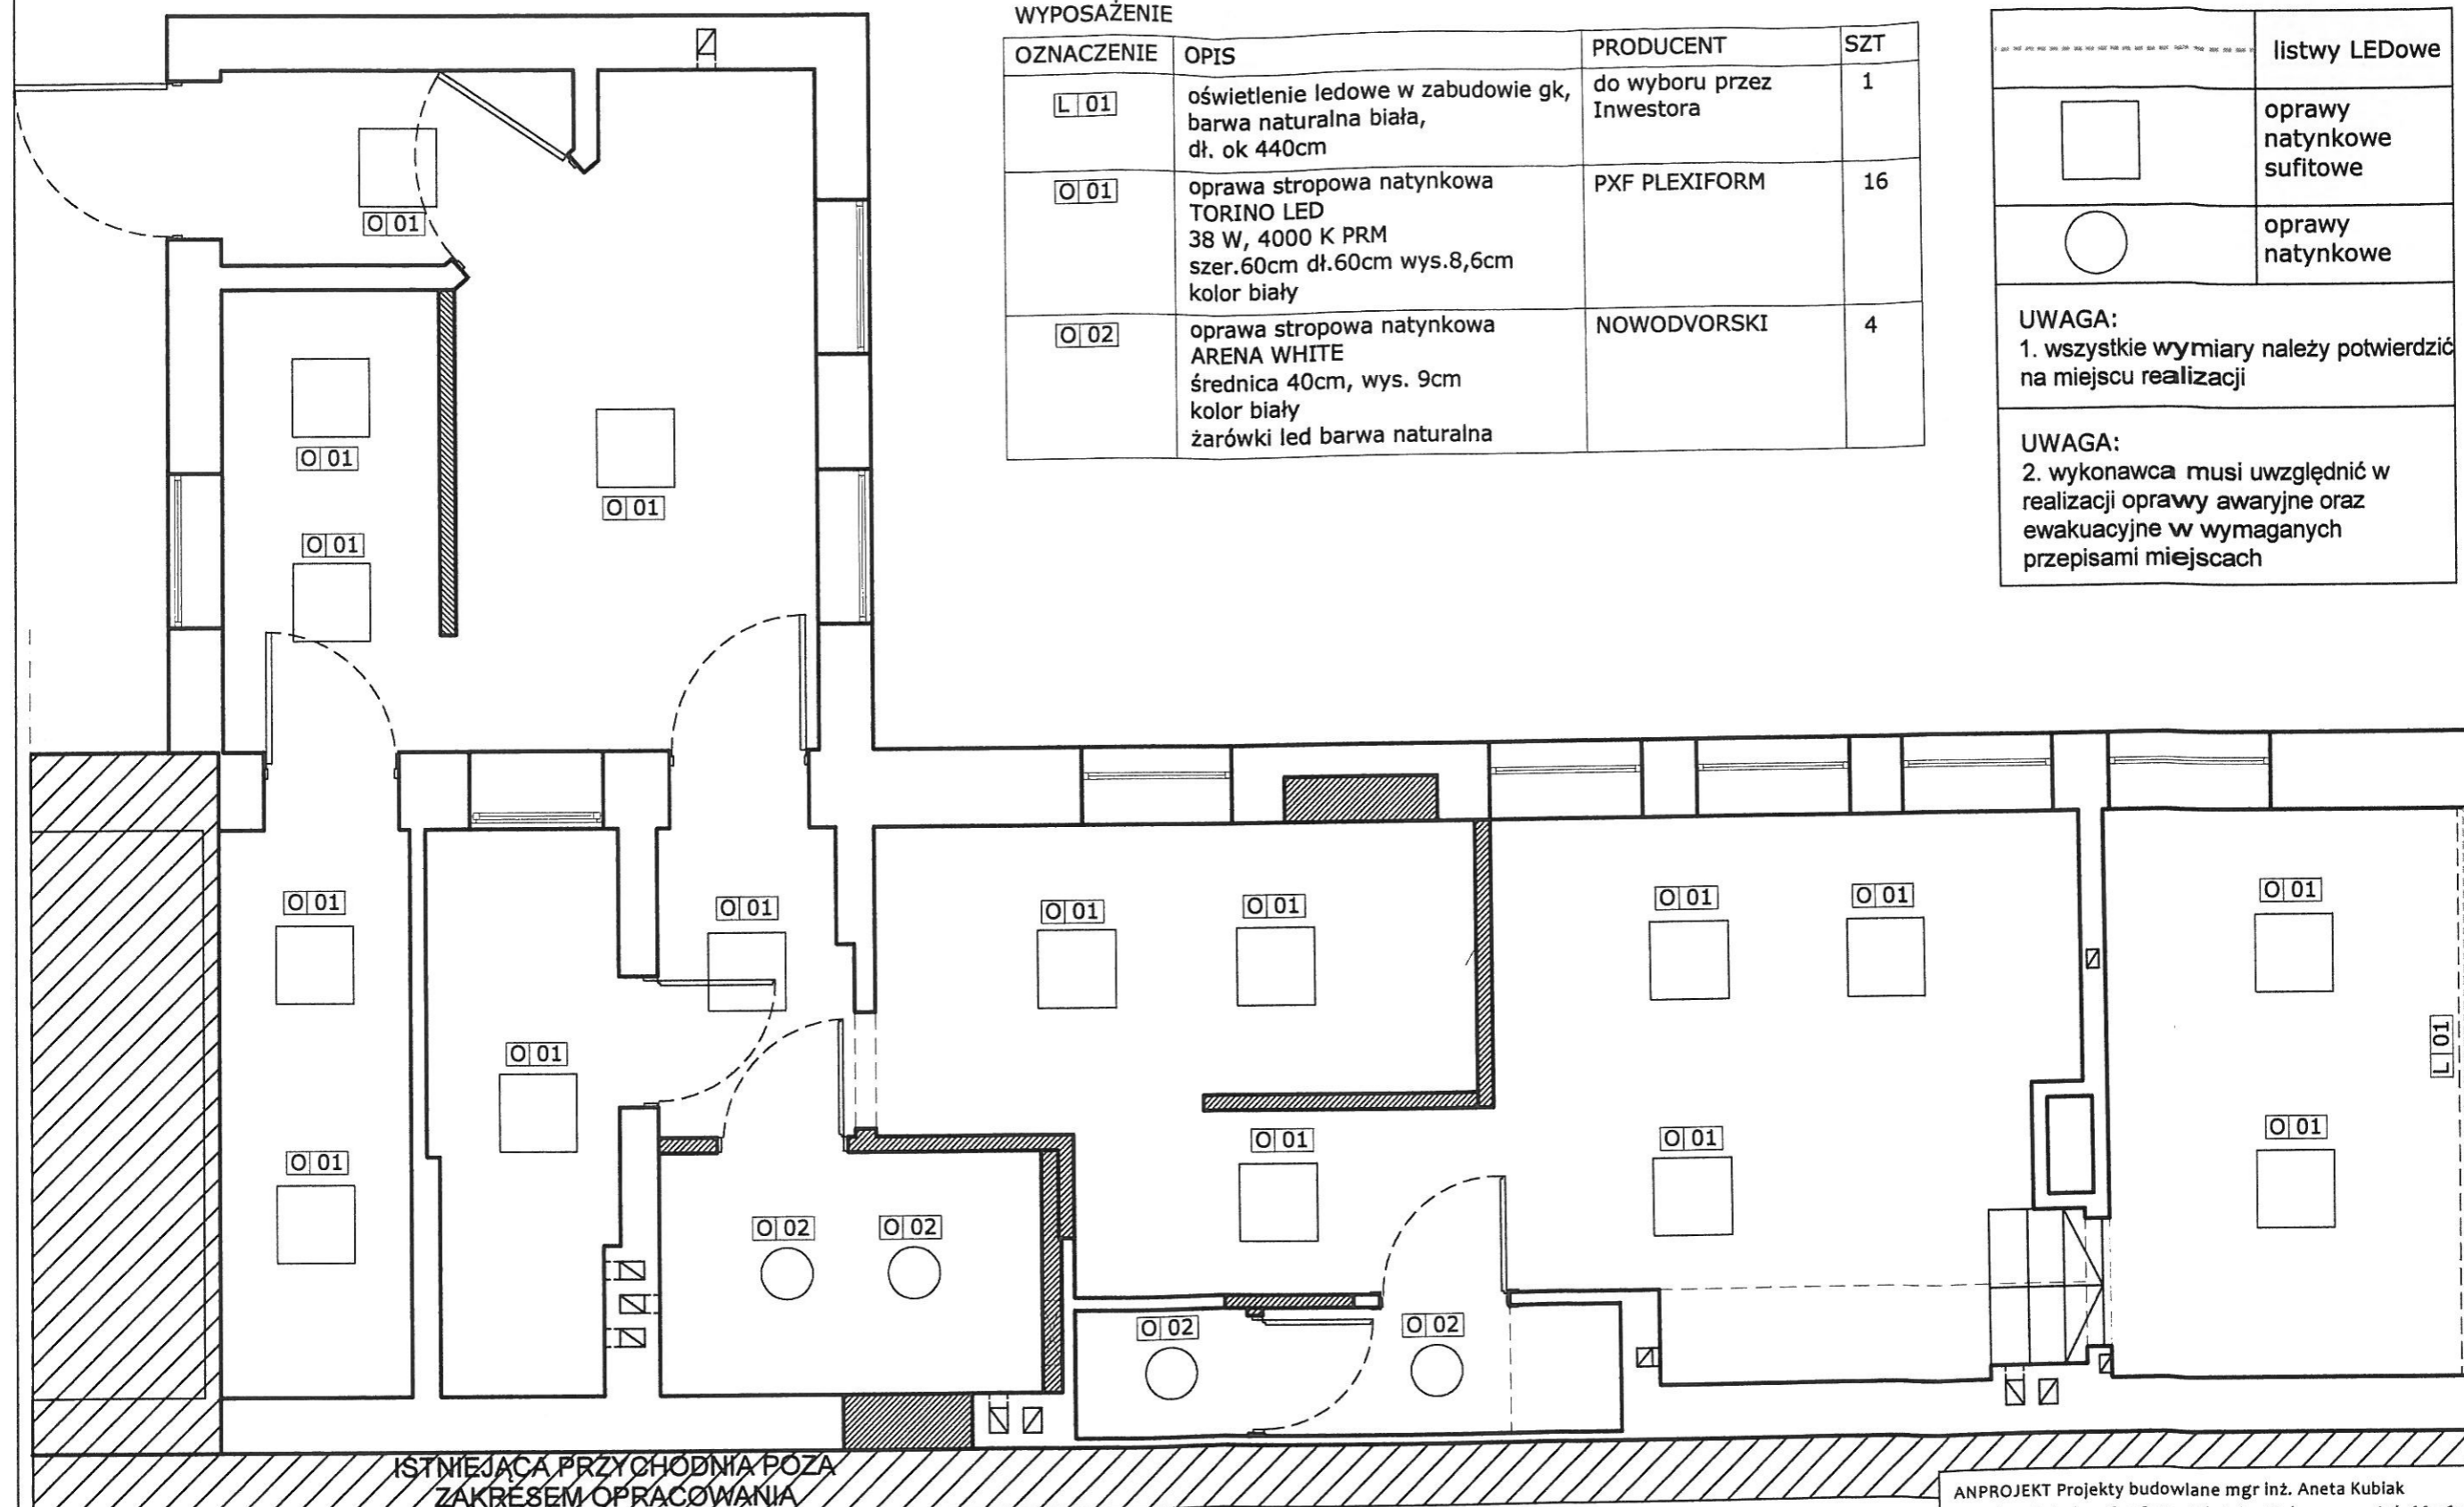 WYPOSAŻENIE
OZNACZENIE OPIS PRODUCENT SZT
L 01 oświetlenie ledowe w zabudowie gk, do wyboru przez 1
barwa naturalna biała, Inwestora
dł. ok 440cm
O 01 oprawa stropowa natynkowa PXF PLEXIFORM 16
TORINO LED
38 W, 4000 K PRM
szer.60cm dł.60cm wys.8,6cm
kolor biały
O 02 oprawa stropowa natynkowa NOWODVORSKI 4
ARENA WHITE
średnica 40cm, wys. 9cm
kolor biały
żarówki led barwa naturalna
listwy LEDowe
oprawy
natynkowe
sufitowe
oprawy
natynkowe
UWAGA:
1. wszystkie wymiary należy potwierdzić
na miejscu realizacji
UWAGA:
2. wykonawca musi uwzględnić w
realizacji oprawy awaryjne oraz
ewakuacyjne w wymaganych
przepisami miejscach
O 01
O 01
O 01
O 01
O 01
O 01
O 01
O 01
O 01
O 01
O 01
O 01
L 01
O 01
O 01
O 01
O 01
O 01
O 02
O 02
O 02
O 02
ISTNIEJĄCA PRZYCHODNIA POZA
ZAKRESEM OPRACOWANIA
ANPROJEKT Projekty budowlane mgr inż. Aneta Kubiak